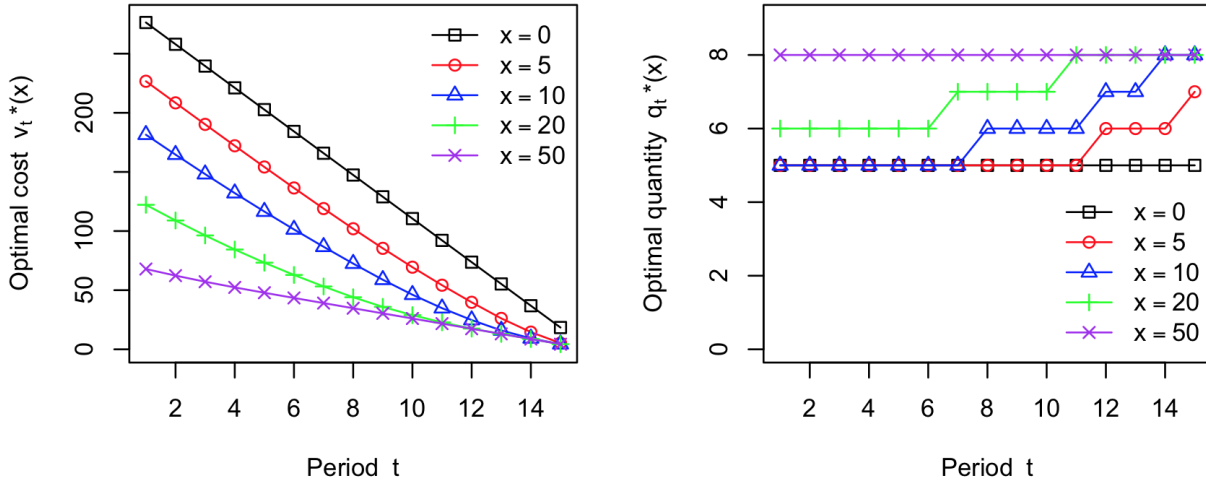 Optimal cost v_t*(x)
0
50
100
200
2 4 6 8 10 12 14
Period t
x = 0
x = 5
x = 10
x = 20
x = 50
Optimal quantity q_t*(x)
8
6
4
2
0
2 4 6 8 10 12 14
Period t
x = 0
x = 5
x = 10
x = 20
x = 50